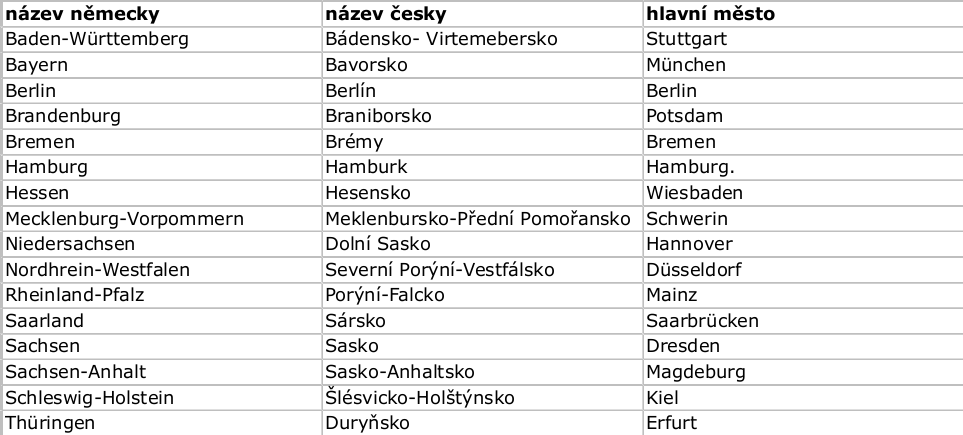 název německy název česky hlavní město
Baden-Württemberg Bádensko- Virtemebersko Stuttgart
Bayern Bavorsko München
Berlin Berlín Berlin
Brandenburg Braniborsko Potsdam
Bremen Brémy Bremen
Hamburg Hamburk Hamburg.
Hessen Hesensko Wiesbaden
Mecklenburg-Vorpommern Meklenbursko-Přední Pomořansko Schwerin
Niedersachsen Dolní Sasko Hannover
Nordhrein-Westfalen Severní Porýní-Vestfálsko Düsseldorf
Rheinland-Pfalz Porýní-Falcko Mainz
Saarland Sársko Saarbrücken
Sachsen Sasko Dresden
Sachsen-Anhalt Sasko-Anhaltsko Magdeburg
Schleswig-Holstein Šlésvicko-Holštýnsko Kiel
Thüringen Duryňsko Erfurt